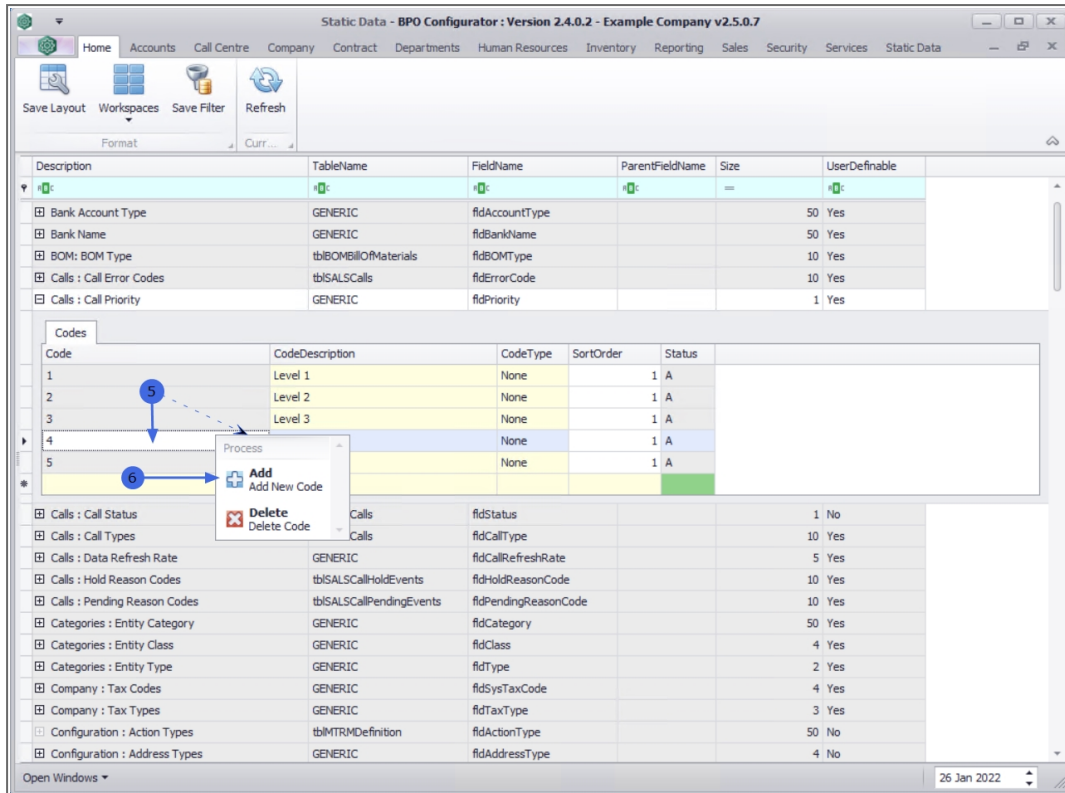 Static Data - BPO Configurator : Version 2.4.0.2 - Example Company v2.5.0.7
Home Accounts Call Centre Company Contract Departments Human Resources Inventory Reporting Sales Security Services Static Data
Save Layout Workspaces Save Filter Refresh
Format Curr...
Description TableName FieldName ParentFieldName Size UserDefinable
Bank Account Type GENERIC fldAccountType 50 Yes
Bank Name GENERIC fldBankName 50 Yes
BOM: BOM Type tblBOMBillOfMaterials fldBOMType 10 Yes
Calls : Call Error Codes tblSALSCalls fldErrorCode 10 Yes
Calls : Call Priority GENERIC fldPriority 1 Yes
Codes
Code CodeDescription CodeType SortOrder Status
1 Level 1 None 1 A
2 Level 2 None 1 A
5
3 Level 3 None 1 A
4 None 1 A
Process
5 None 1 A
6
Add
Add New Code
Delete
Delete Code
Calls : Call Status Calls fldStatus 1 No
Calls : Call Types Calls fldCallType 10 Yes
Calls : Data Refresh Rate GENERIC fldCallRefreshRate 5 Yes
Calls : Hold Reason Codes tblSALSCallHoldEvents fldHoldReasonCode 10 Yes
Calls : Pending Reason Codes tblSALSCallPendingEvents fldPendingReasonCode 10 Yes
Categories : Entity Category GENERIC fldCategory 50 Yes
Categories : Entity Class GENERIC fldClass 4 Yes
Categories : Entity Type GENERIC fldType 2 Yes
Company : Tax Codes GENERIC fldSysTaxCode 4 Yes
Company : Tax Types GENERIC fldTaxType 3 Yes
Configuration : Action Types tblMTRMDefinition fldActionType 50 No
Configuration : Address Types GENERIC fldAddressType 4 No
Open Windows 26 Jan 2022